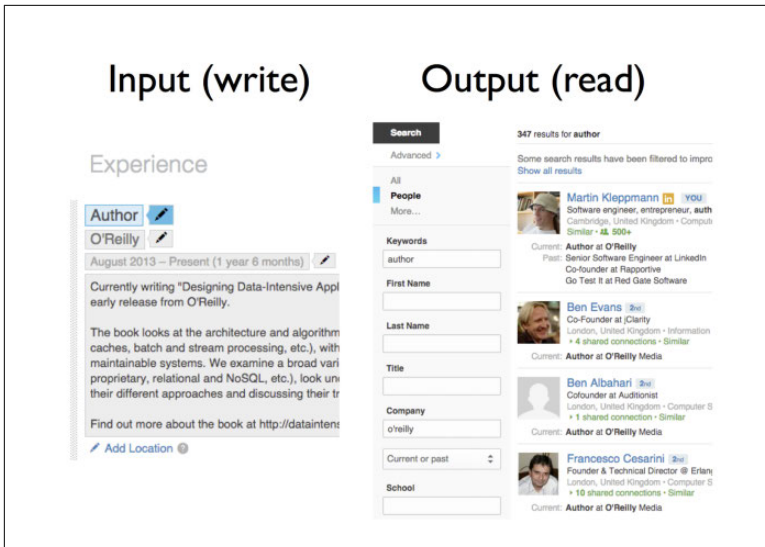 Input (write)
Output (read)
Experience
Author
O'Reilly
August 2013 – Present (1 year 6 months)
Currently writing "Designing Data-Intensive Appl
early release from O'Reilly.
The book looks at the architecture and algorithm
caches, batch and stream processing, etc.), with
maintainable systems. We examine a broad vari
proprietary, relational and NoSQL, etc.), look und
their different approaches and discussing their tr
Find out more about the book at http://dataintens
Add Location ?
Search
Advanced >
All
People
More...
Keywords
author
First Name
Last Name
Title
Company
o'reilly
Current or past
School
347 results for author
Some search results have been filtered to impro
Show all results
Martin Kleppmann in YOU
Software engineer, entrepreneur, auth
Cambridge, United Kingdom • Compute
Similar • 500+
Current: Author at O'Reilly
Past: Senior Software Engineer at LinkedIn
Co-founder at Rapportive
Go Test It at Red Gate Software
Ben Evans 2nd
Co-Founder at jClarity
London, United Kingdom • Information
4 shared connections • Similar
Current: Author at O'Reilly Media
Ben Albahari 2nd
Cofounder at Auditionist
London, United Kingdom • Computer S
1 shared connection • Similar
Current: Author at O'Reilly Media
Francesco Cesarini 2nd
Founder & Technical Director @ Erlang
London, United Kingdom • Computer S
10 shared connections • Similar
Current: Author at O'Reilly Media